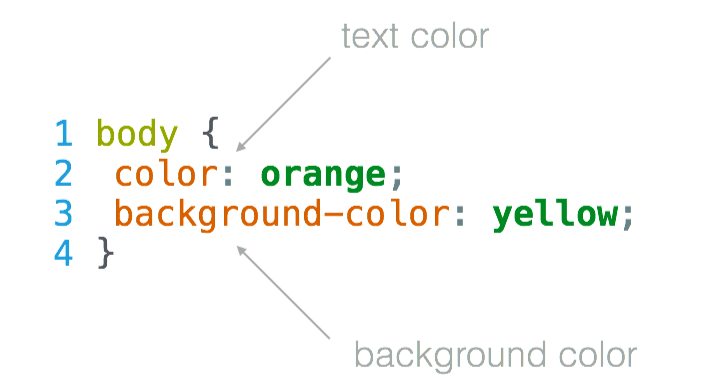 text color
1 body {
2  color: orange;
3  background-color: yellow;
4 }
background color